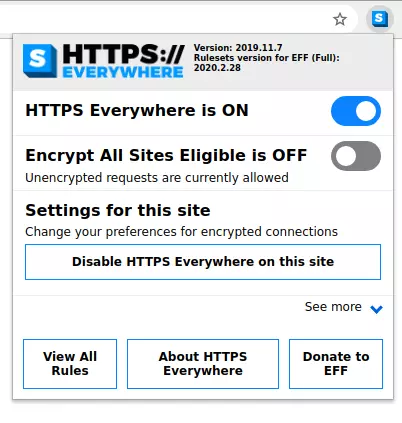 S HTTPS://
EVERYWHERE
Version: 2019.11.7
Rulesets version for EFF (Full):
2020.2.28
HTTPS Everywhere is ON
Encrypt All Sites Eligible is OFF
Unencrypted requests are currently allowed
Settings for this site
Change your preferences for encrypted connections
Disable HTTPS Everywhere on this site
See more
View All
Rules
About HTTPS
Everywhere
Donate to
EFF